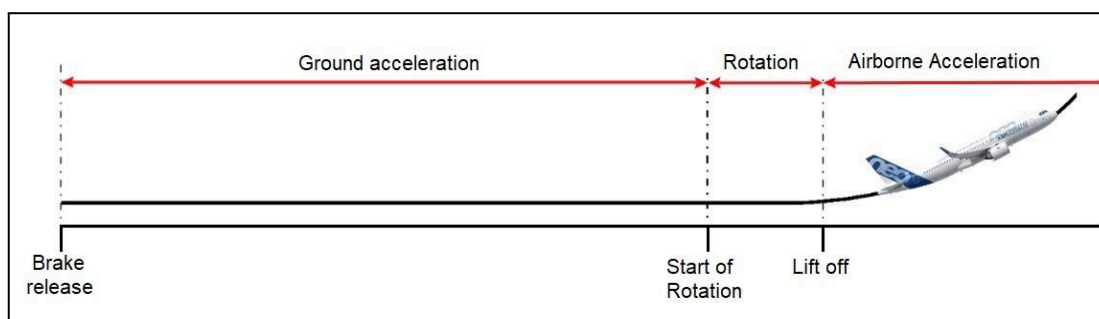 Ground acceleration
Rotation
Airborne Acceleration
Brake
release
Start of
Rotation
Lift off